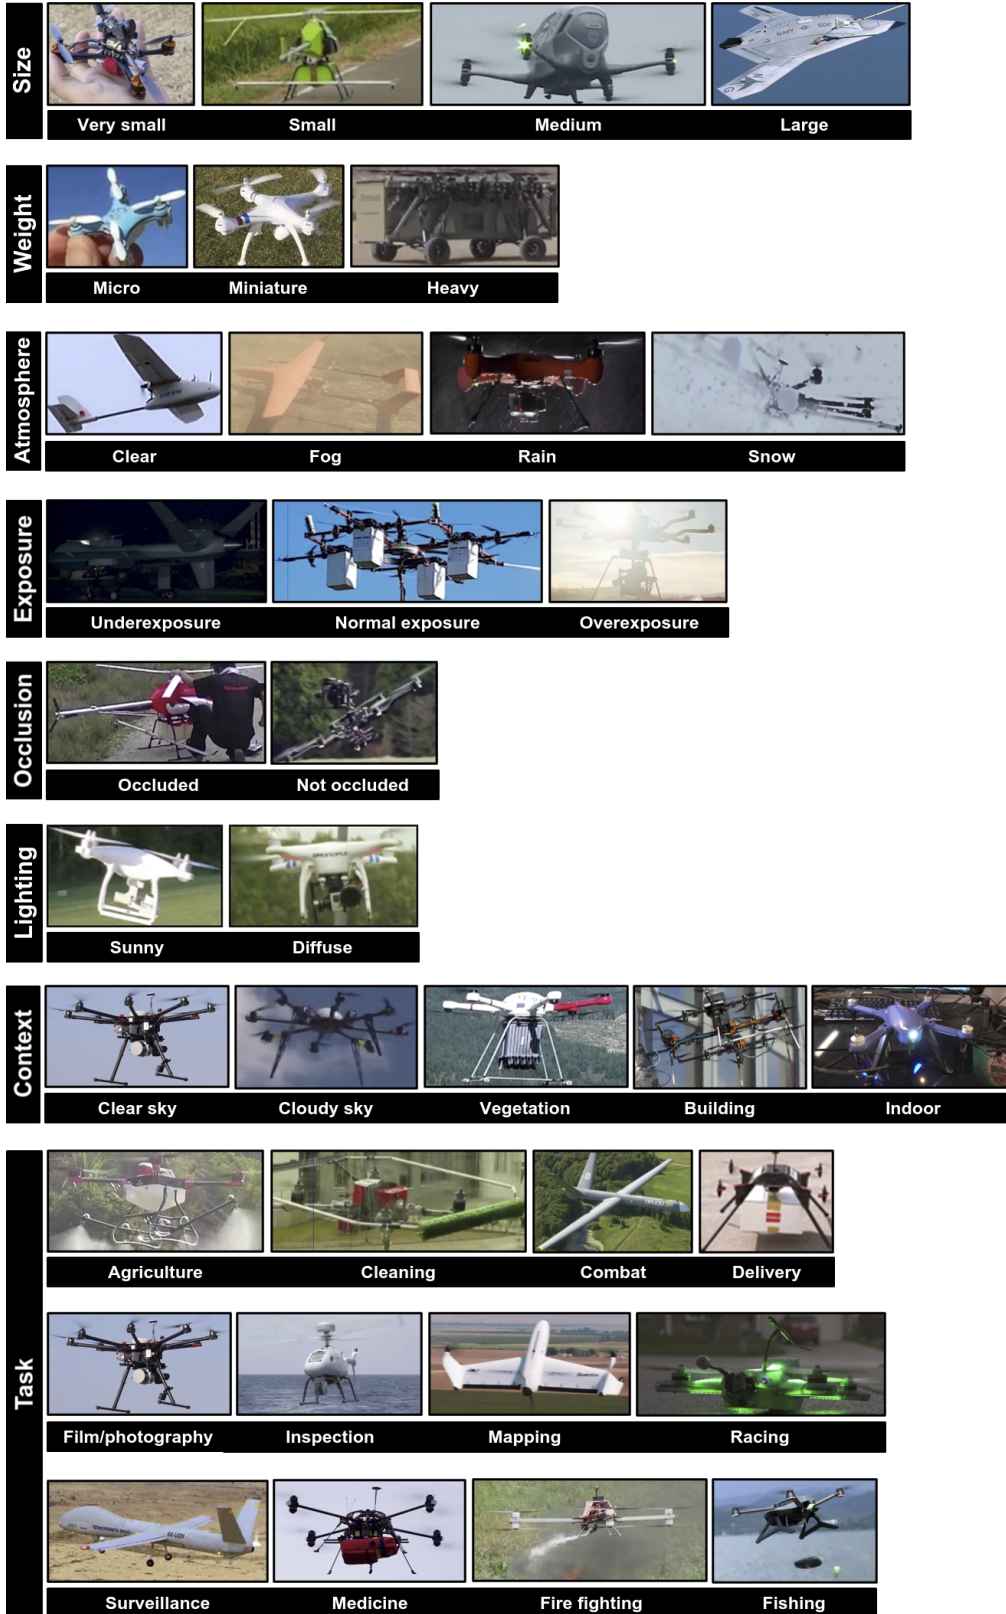 Size
NAVY
502
Very small
Small
Medium
Large
Weight
Micro
Miniature
Heavy
Atmosphere
Clear
Fog
Rain
Snow
Exposure
Underexposure
Normal exposure
Overexposure
Occlusion
Occluded
Not occluded
Lighting
Sunny
Diffuse
Context
Clear sky
Cloudy sky
Vegetation
Building
Indoor
Task
Agriculture
Cleaning
Combat
Delivery
Film/photography
Inspection
Mapping
Racing
Surveillance
Medicine
Fire fighting
Fishing